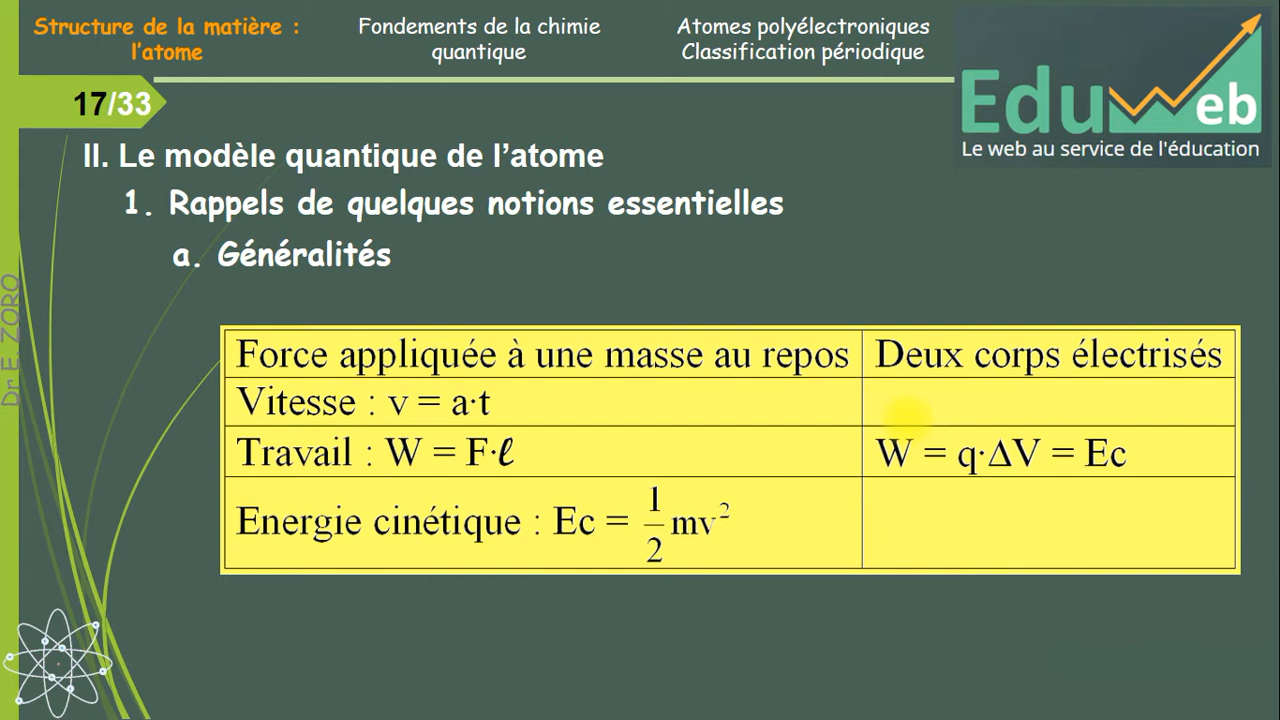 Structure de la matière :
l’atome
Fondements de la chimie
quantique
Atomes polyélectroniques
Classification périodique
Eduweb
Le web au service de l'éducation
17/33
II. Le modèle quantique de l’atome
1. Rappels de quelques notions essentielles
a. Généralités
Dr E. ZORO
Force appliquée à une masse au repos
Deux corps électrisés
Vitesse : v = a·t
Travail : W = F·ℓ
W = q·ΔV = Ec
Energie cinétique : Ec = 1/2 mv²